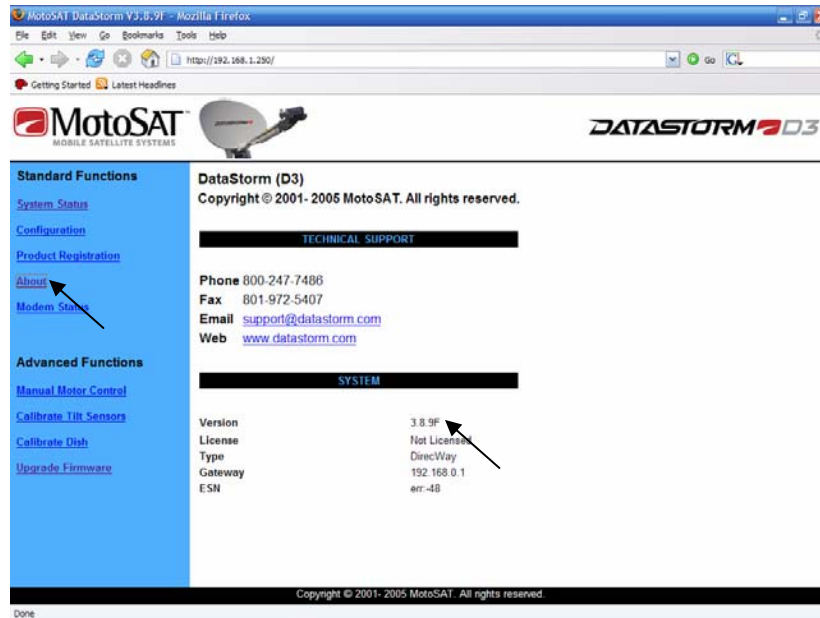 MotoSAT DataStorm V3.8.9F - Mozilla Firefox
File Edit View Go Bookmarks Tools Help
http://192.168.1.250/
Go
Getting Started Latest Headlines
MotoSAT
MOBILE SATELLITE SYSTEMS
DATASTORM D3
Standard Functions
System Status
Configuration
Product Registration
About
Modem Status
Advanced Functions
Manual Motor Control
Calibrate Tilt Sensors
Calibrate Dish
Upgrade Firmware
DataStorm (D3)
Copyright © 2001- 2005 MotoSAT. All rights reserved.
TECHNICAL SUPPORT
Phone 800-247-7486
Fax 801-972-5407
Email support@datastorm.com
Web www.datastorm.com
SYSTEM
Version 3.8.9F
License Not Licensed
Type DirecWay
Gateway 192.168.0.1
ESN err:-48
Copyright © 2001- 2005 MotoSAT. All rights reserved.
Done